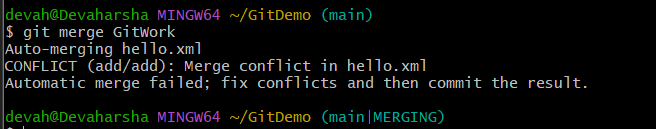 devah@Devaharsha MINGW64 ~/GitDemo (main)
$ git merge GitWork
Auto-merging hello.xml
CONFLICT (add/add): Merge conflict in hello.xml
Automatic merge failed; fix conflicts and then commit the result.
devah@Devaharsha MINGW64 ~/GitDemo (main|MERGING)
$